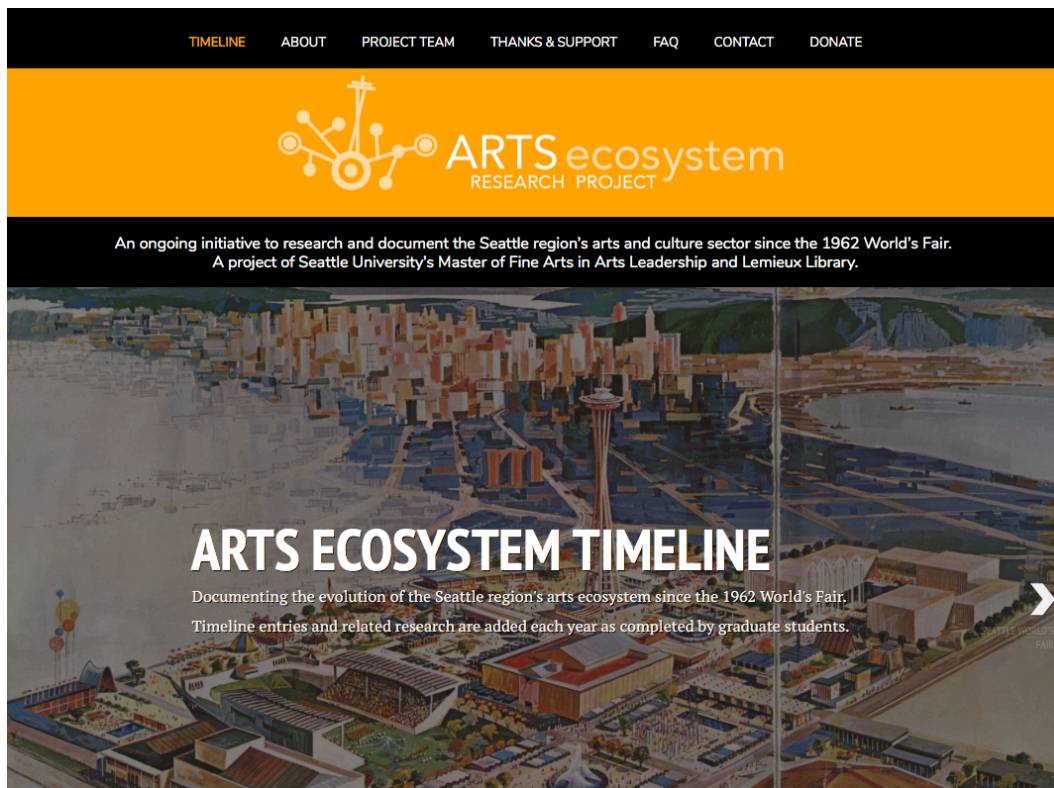 TIMELINE ABOUT PROJECT TEAM THANKS & SUPPORT FAQ CONTACT DONATE
ARTS ecosystem
RESEARCH PROJECT
An ongoing initiative to research and document the Seattle region's arts and culture sector since the 1962 World's Fair.
A project of Seattle University's Master of Fine Arts in Arts Leadership and Lemieux Library.
ARTS ECOSYSTEM TIMELINE
Documenting the evolution of the Seattle region's arts ecosystem since the 1962 World's Fair.
Timeline entries and related research are added each year as completed by graduate students.
SEATTLE WORLD'S
FAIR